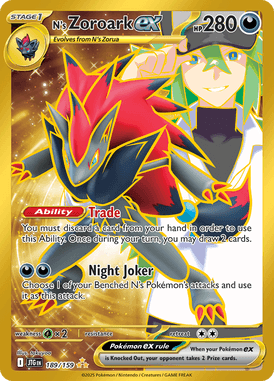 STAGE 1
N's Zoroark ex
HP 280
Evolves from N's Zorua
Ability Trade
You must discard a card from your hand in order to use
this Ability. Once during your turn, you may draw 2 cards.
Night Joker
Choose 1 of your Benched N's Pokémon's attacks and use
it as this attack.
weakness ×2 resistance retreat
Pokémon ex rule
When your Pokémon ex
is Knocked Out, your opponent takes 2 Prize cards.
JTG EN 189/159
©2025 Pokémon / Nintendo / Creatures / GAME FREAK